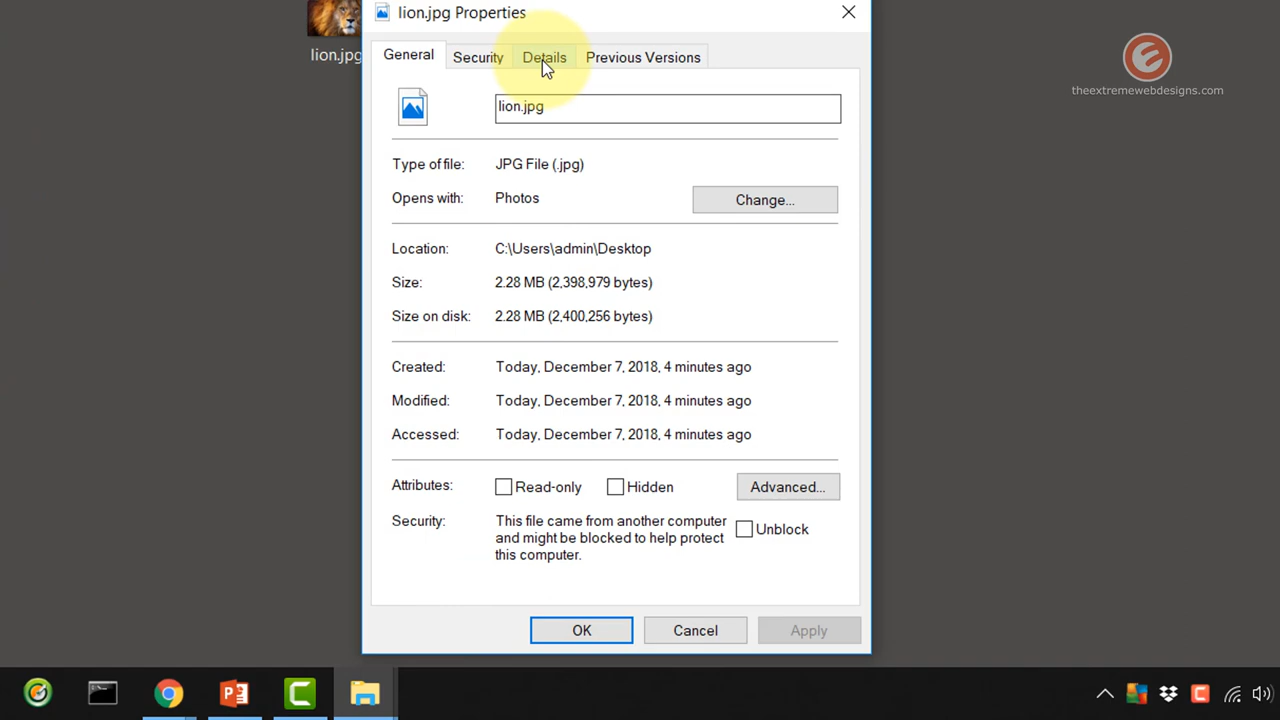 lion.jpg Properties
lion.jpg
theextremewebdesigns.com
General Security Details Previous Versions
lion.jpg
Type of file: JPG File (.jpg)
Opens with: Photos Change...
Location: C:\Users\admin\Desktop
Size: 2.28 MB (2,398,979 bytes)
Size on disk: 2.28 MB (2,400,256 bytes)
Created: Today, December 7, 2018, 4 minutes ago
Modified: Today, December 7, 2018, 4 minutes ago
Accessed: Today, December 7, 2018, 4 minutes ago
Attributes: Read-only Hidden Advanced...
Security: This file came from another computer
and might be blocked to help protect
this computer.
Unblock
OK Cancel Apply